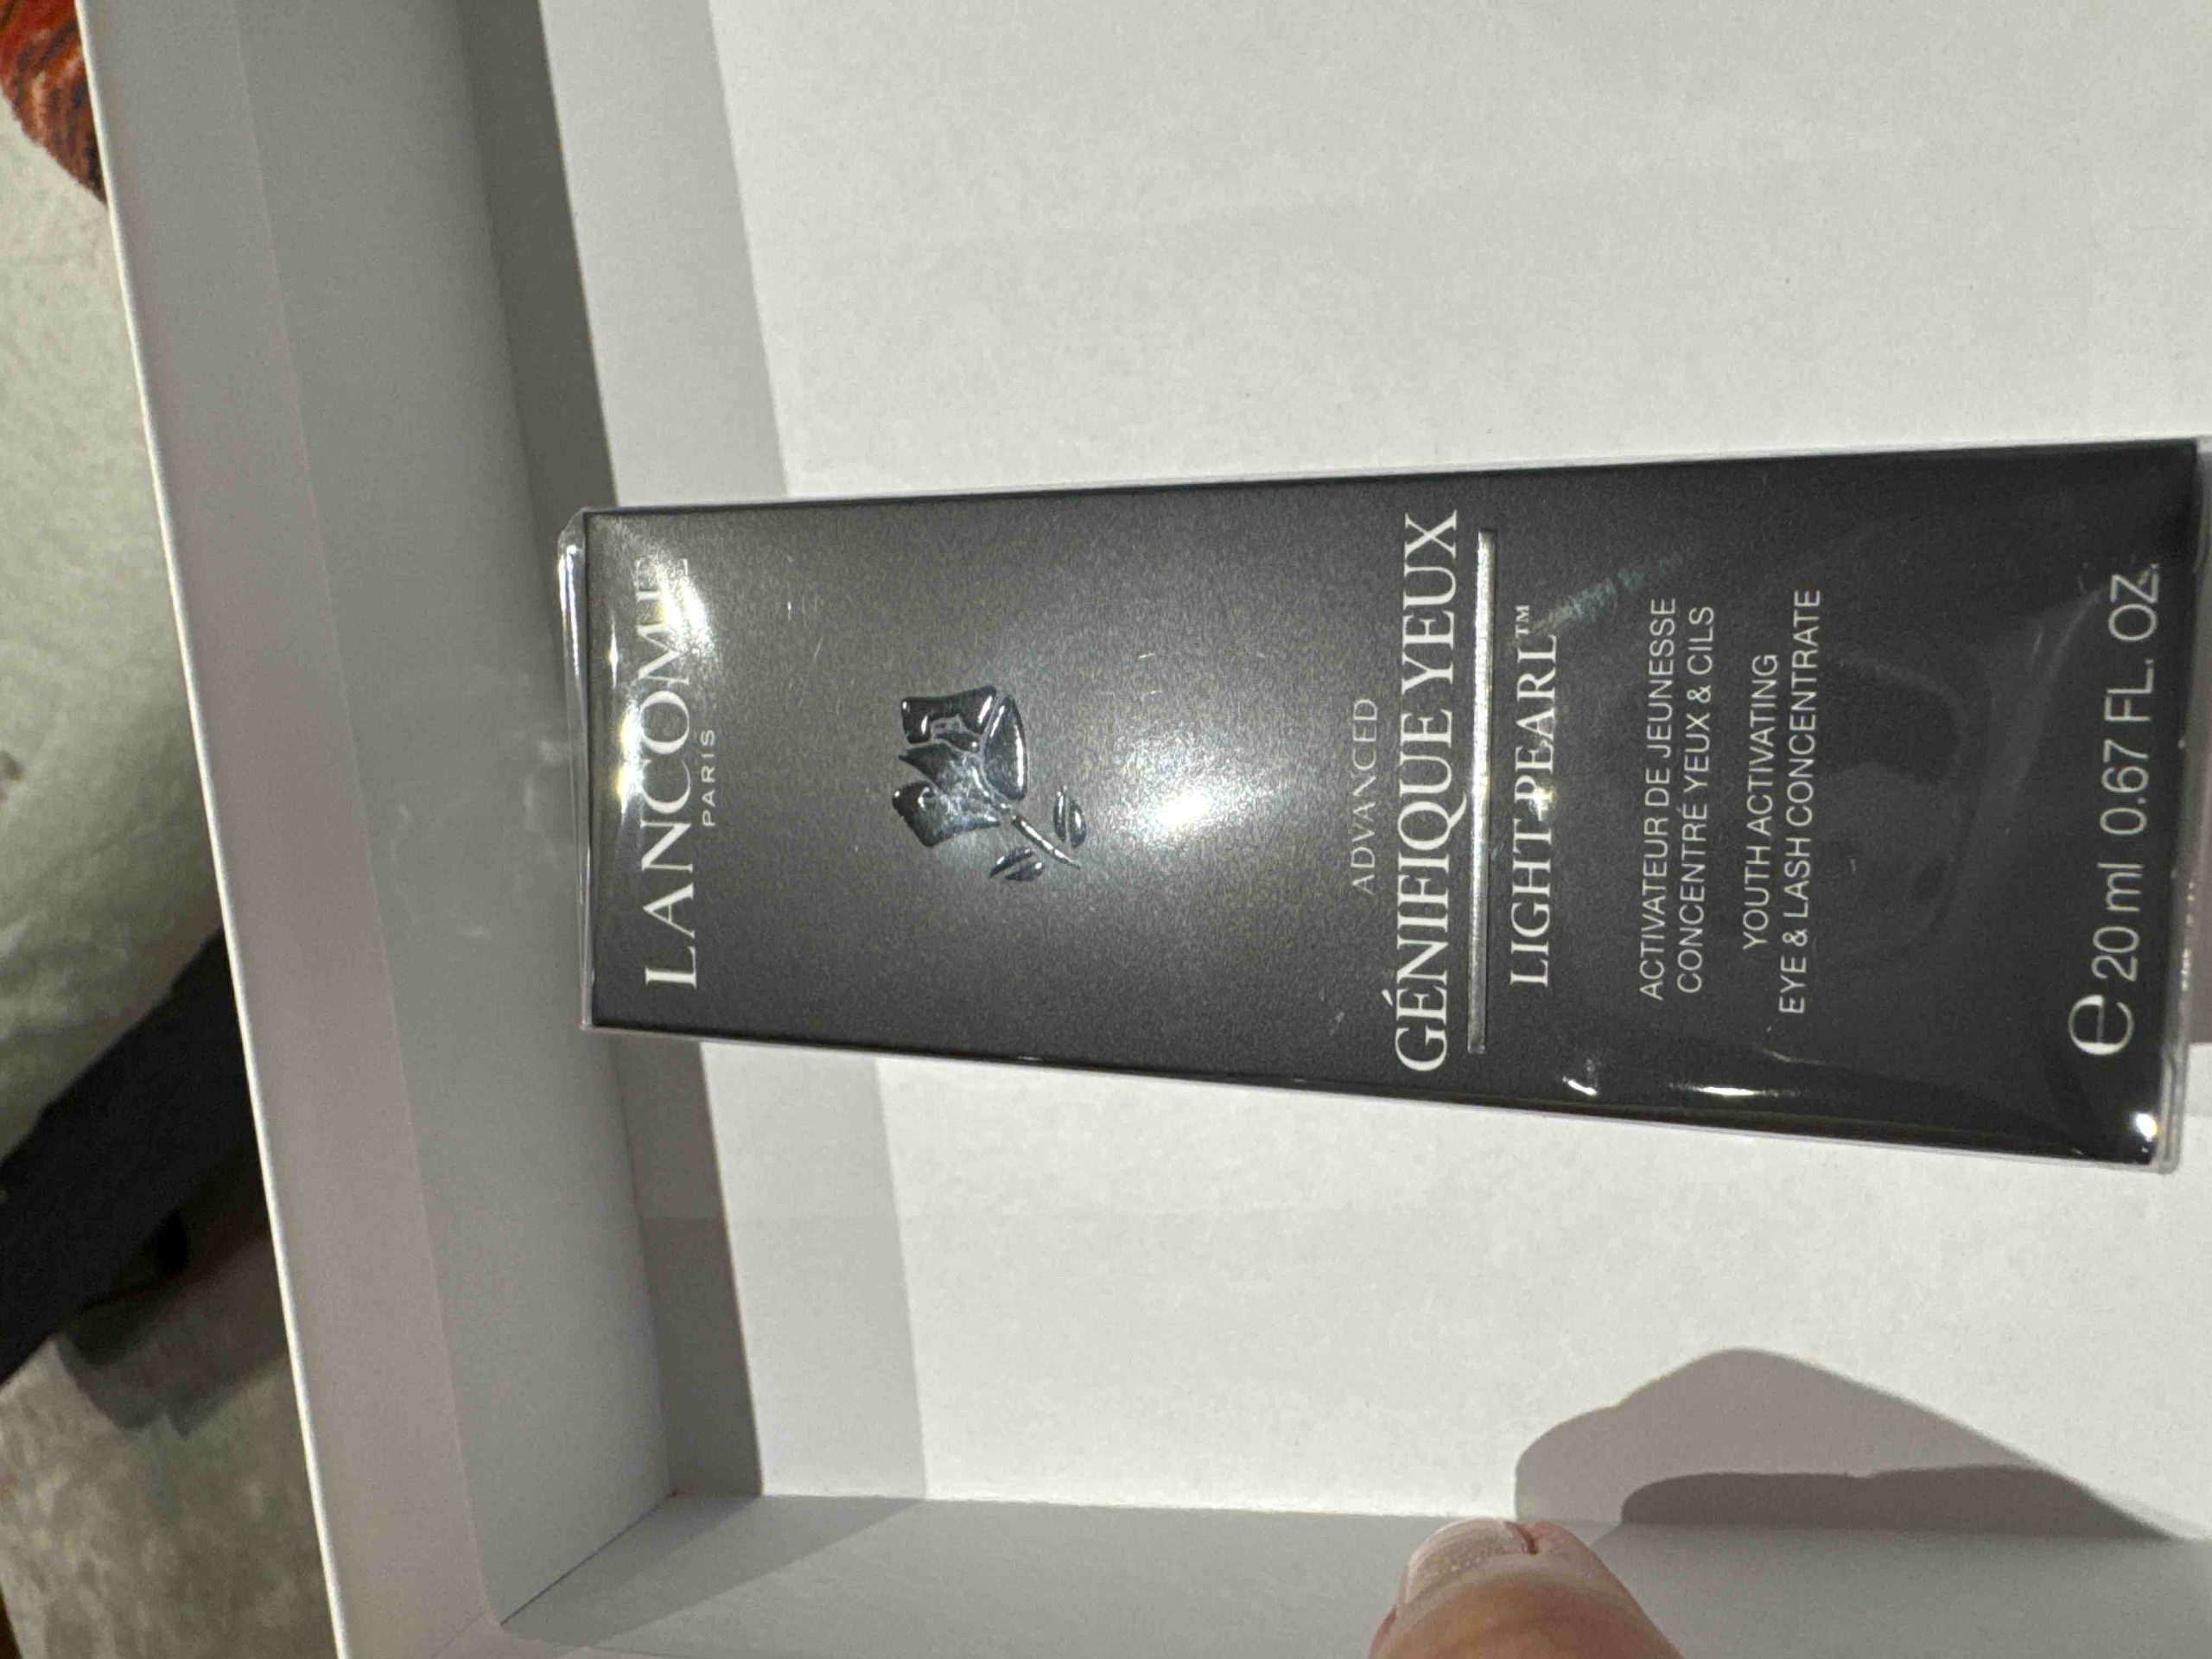 LANCOME
PARIS
ADVANCED
GÉNIFIQUE YEUX
LIGHT-PEARL™
ACTIVATEUR DE JEUNESSE
CONCENTRÉ YEUX & CILS
YOUTH ACTIVATING
EYE & LASH CONCENTRATE
e 20 ml 0.67 FL. OZ.